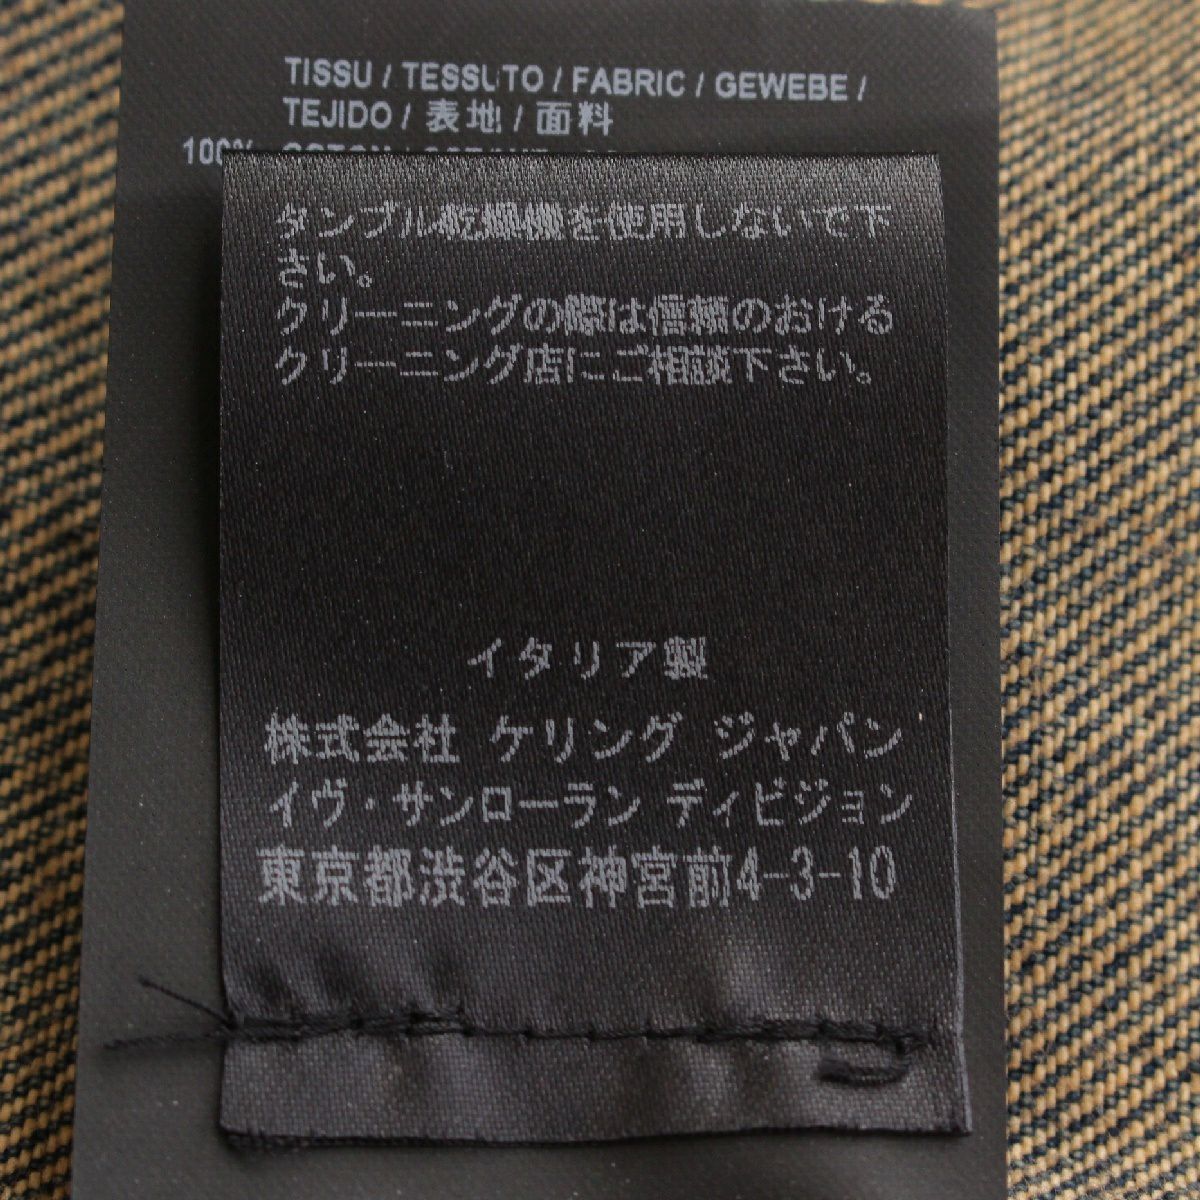 TISSU / TESSUTO / FABRIC / GEWEBE /
TEJIDO / 表地 / 面料
100%
タンブル乾燥機を使用しないで下
さい。
クリーニングの際は信頼のおける
クリーニング店にご相談下さい。
イタリア製
株式会社 ケリング ジャパン
イヴ・サンローラン ディビジョン
東京都渋谷区神宮前4-3-10